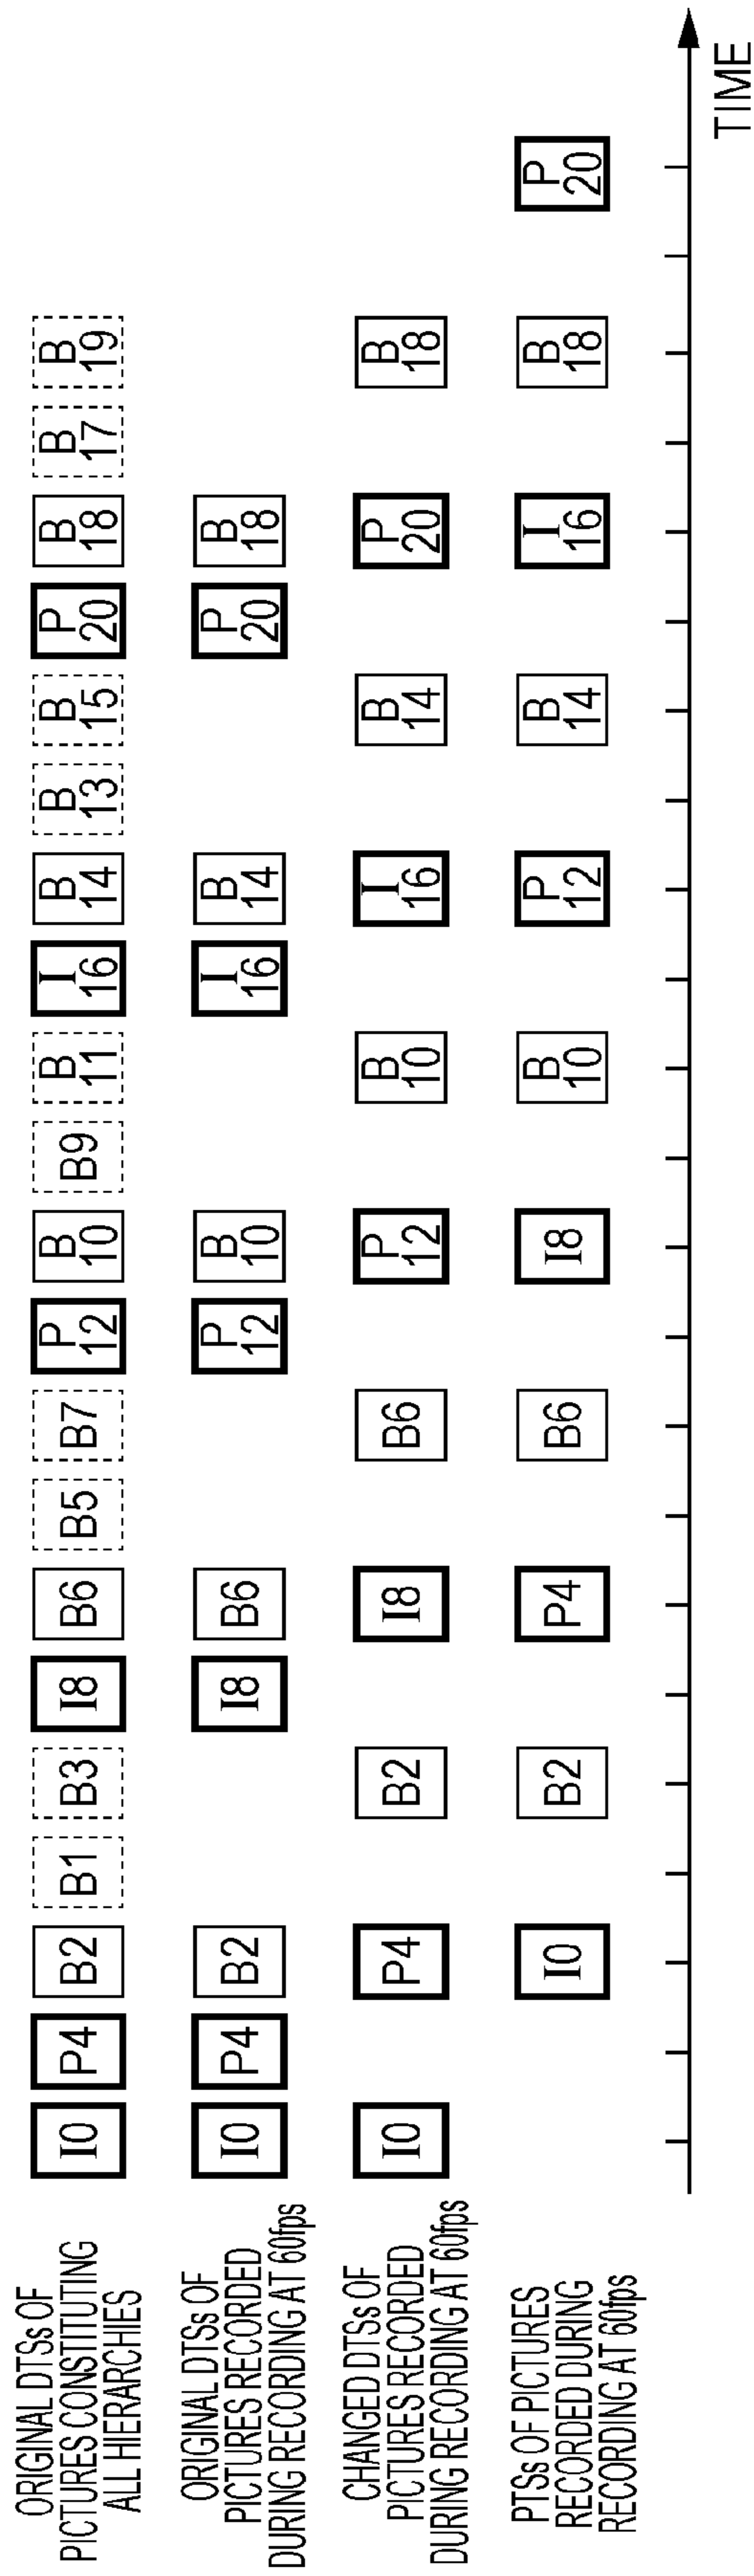 ORIGINAL DTSs OF
PICTURES CONSTITUTING
ALL HIERARCHIES
I0 P4 B2 B1 B3 I8 B6 B5 B7 P12 B10 B9 B11 I16 B14 B13 B15 P20 B18 B17 B19
ORIGINAL DTSs OF
PICTURES RECORDED
DURING RECORDING AT 60fps
I0 P4 B2 I8 B6 P12 B10 I16 B14 P20 B18
CHANGED DTSs OF
PICTURES RECORDED
DURING RECORDING AT 60fps
I0 P4 B2 I8 B6 P12 B10 I16 B14 P20 B18
PTSs OF PICTURES
RECORDED DURING
RECORDING AT 60fps
I0 B2 P4 B6 I8 B10 P12 B14 I16 B18 P20
TIME